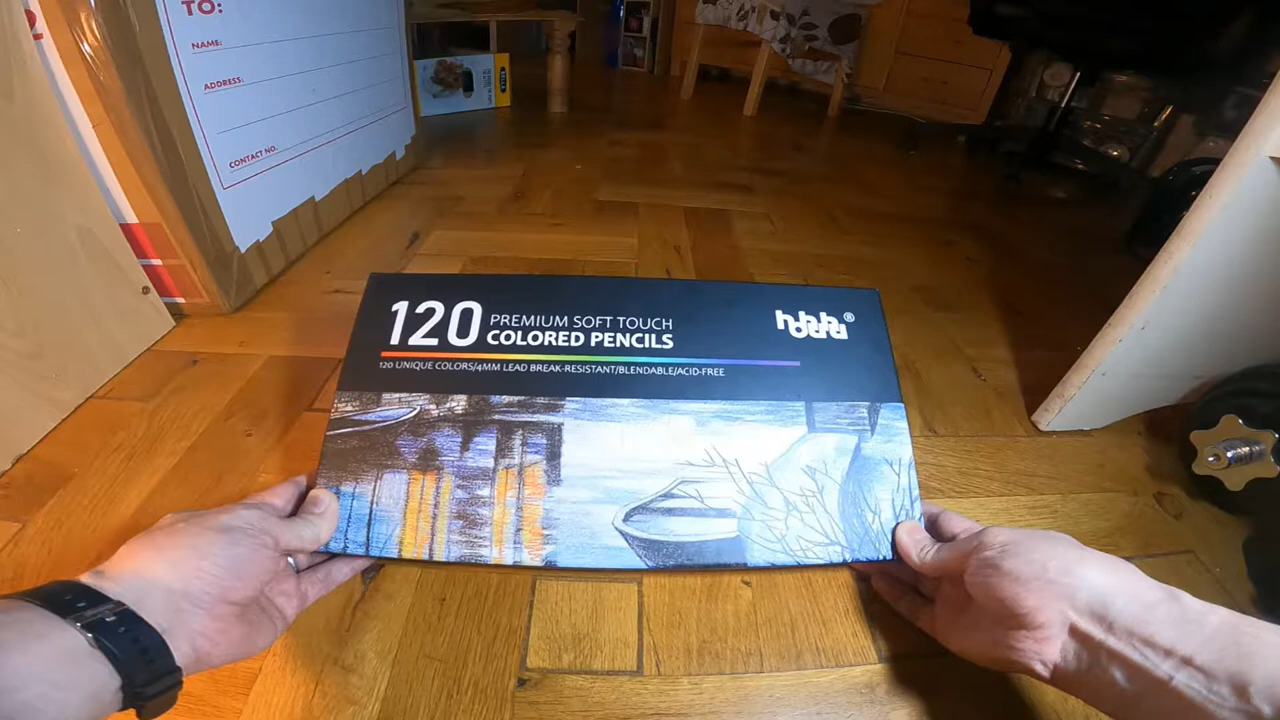 TO:
NAME:
ADDRESS:
CONTACT NO.
120 PREMIUM SOFT TOUCH
COLORED PENCILS
120 UNIQUE COLORS/4MM LEAD BREAK-RESISTANT/BLENDABLE/ACID-FREE